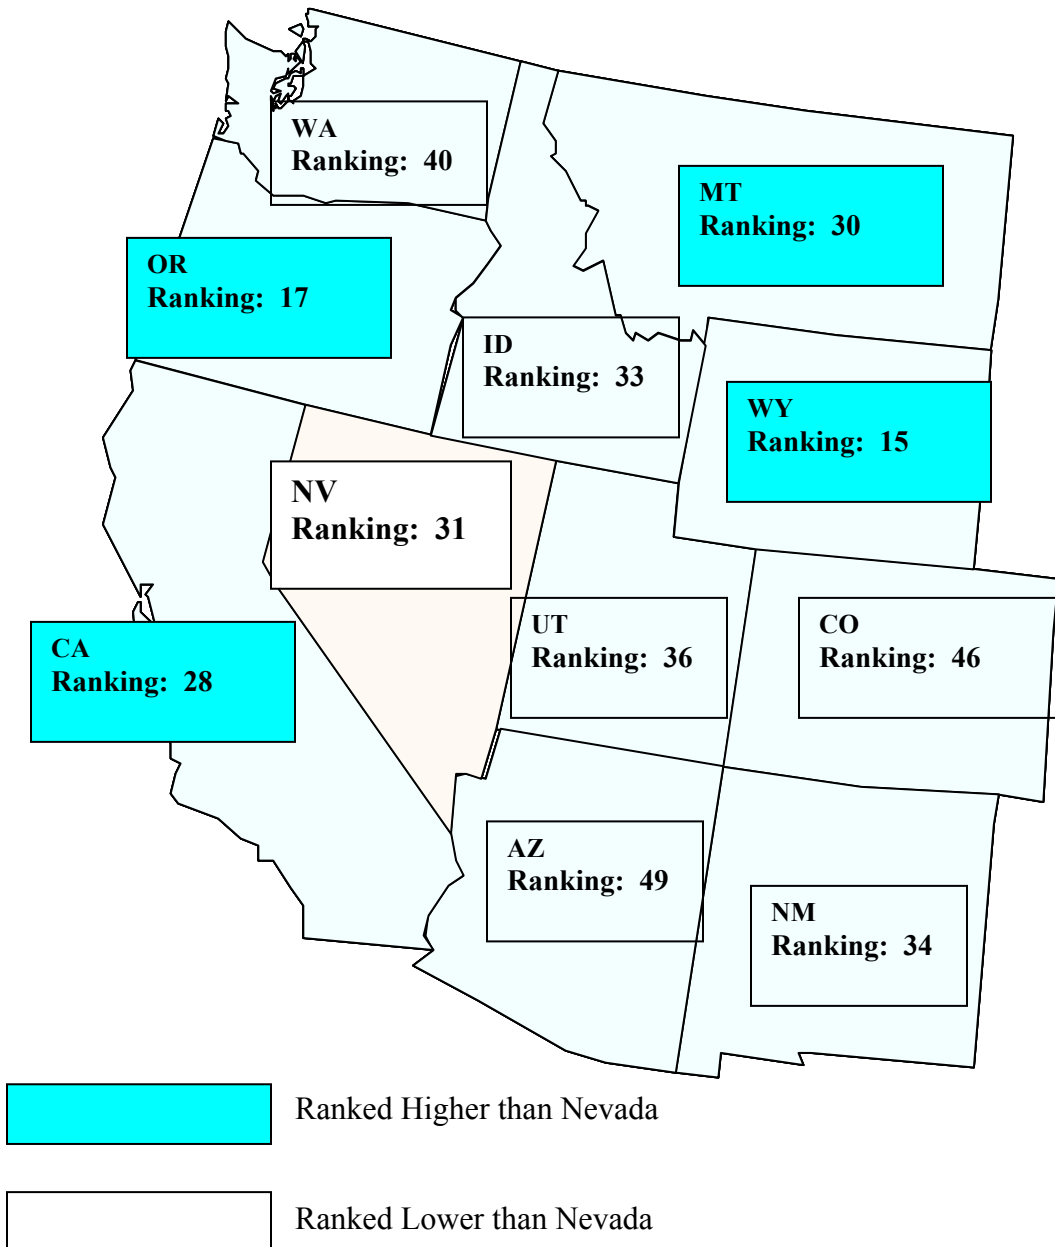 WA
Ranking: 40
MT
Ranking: 30
OR
Ranking: 17
ID
Ranking: 33
WY
Ranking: 15
NV
Ranking: 31
UT
Ranking: 36
CO
Ranking: 46
CA
Ranking: 28
AZ
Ranking: 49
NM
Ranking: 34
Ranked Higher than Nevada
Ranked Lower than Nevada